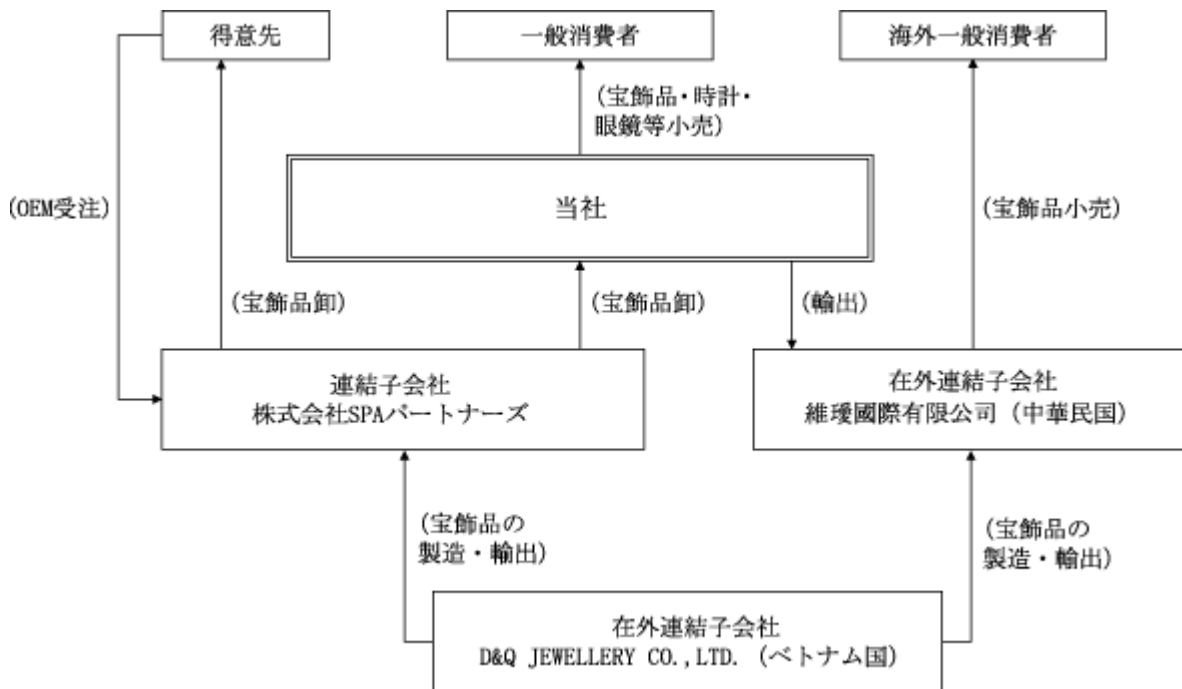 得意先
一般消費者
海外一般消費者
(宝飾品・時計・
眼鏡等小売)
(OEM受注)
当社
(宝飾品小売)
(宝飾品卸)
(宝飾品卸)
(輸出)
連結子会社
株式会社SPAパートナーズ
在外連結子会社
維璦國際有限公司 (中華民国)
(宝飾品の
製造・輸出)
(宝飾品の
製造・輸出)
在外連結子会社
D&Q JEWELLERY CO.,LTD. (ベトナム国)